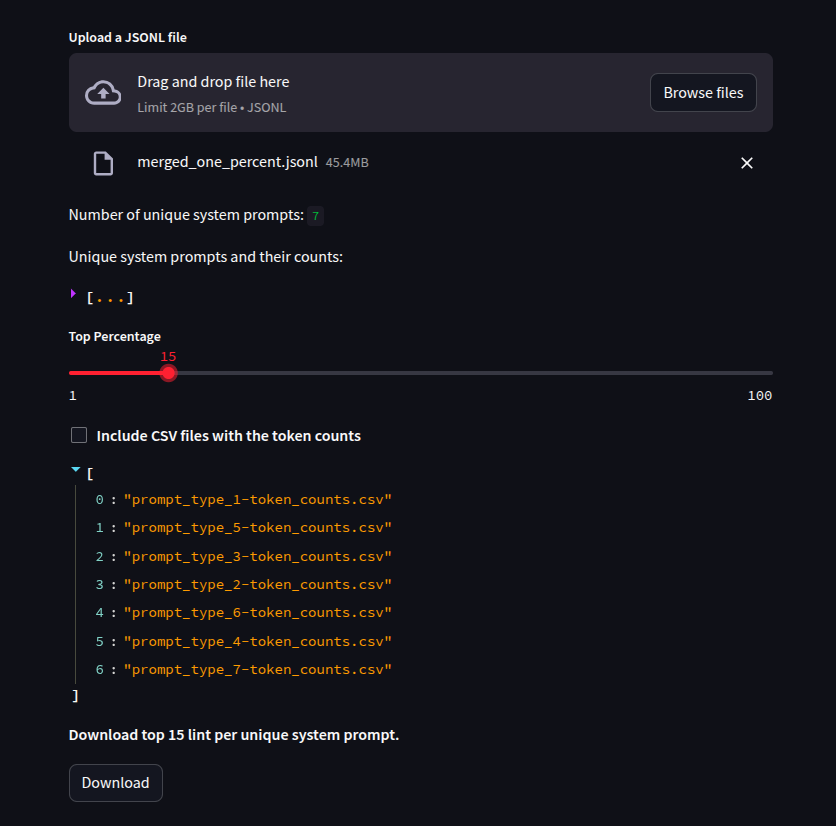 Upload a JSONL file
Drag and drop file here
Limit 2GB per file • JSONL
Browse files
merged_one_percent.jsonl 45.4MB
Number of unique system prompts: 7
Unique system prompts and their counts:
[...]
Top Percentage
15
1
100
Include CSV files with the token counts
[
0 : "prompt_type_1-token_counts.csv"
1 : "prompt_type_5-token_counts.csv"
2 : "prompt_type_3-token_counts.csv"
3 : "prompt_type_2-token_counts.csv"
4 : "prompt_type_6-token_counts.csv"
5 : "prompt_type_4-token_counts.csv"
6 : "prompt_type_7-token_counts.csv"
]
Download top 15 lint per unique system prompt.
Download